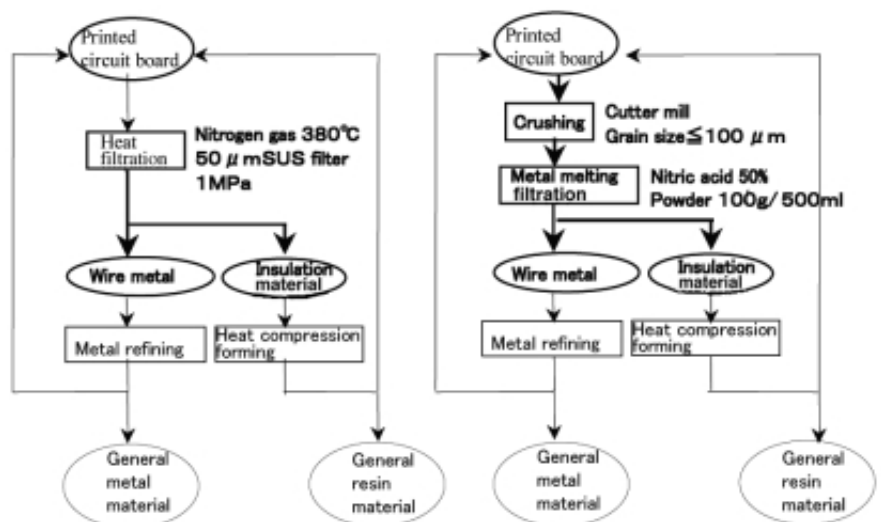 Printed
circuit board
Heat
filtration
Nitrogen gas 380℃
50 μmSUS filter
1MPa
Wire metal
Insulation
material
Metal refining
Heat compression
forming
General
metal
material
General
resin
material
Printed
circuit board
Crushing
Cutter mill
Grain size≦100 μm
Metal melting
filtration
Nitric acid 50%
Powder 100g/500ml
Wire metal
Insulation
material
Metal refining
Heat compression
forming
General
metal
material
General
resin
material